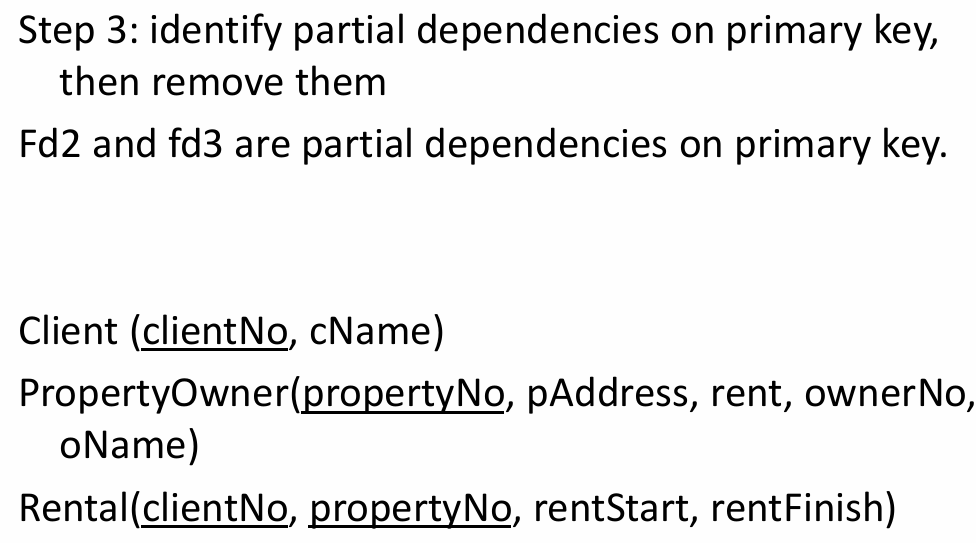 Step 3: identify partial dependencies on primary key,
then remove them
Fd2 and fd3 are partial dependencies on primary key.
Client (clientNo, cName)
PropertyOwner(propertyNo, pAddress, rent, ownerNo,
oName)
Rental(clientNo, propertyNo, rentStart, rentFinish)